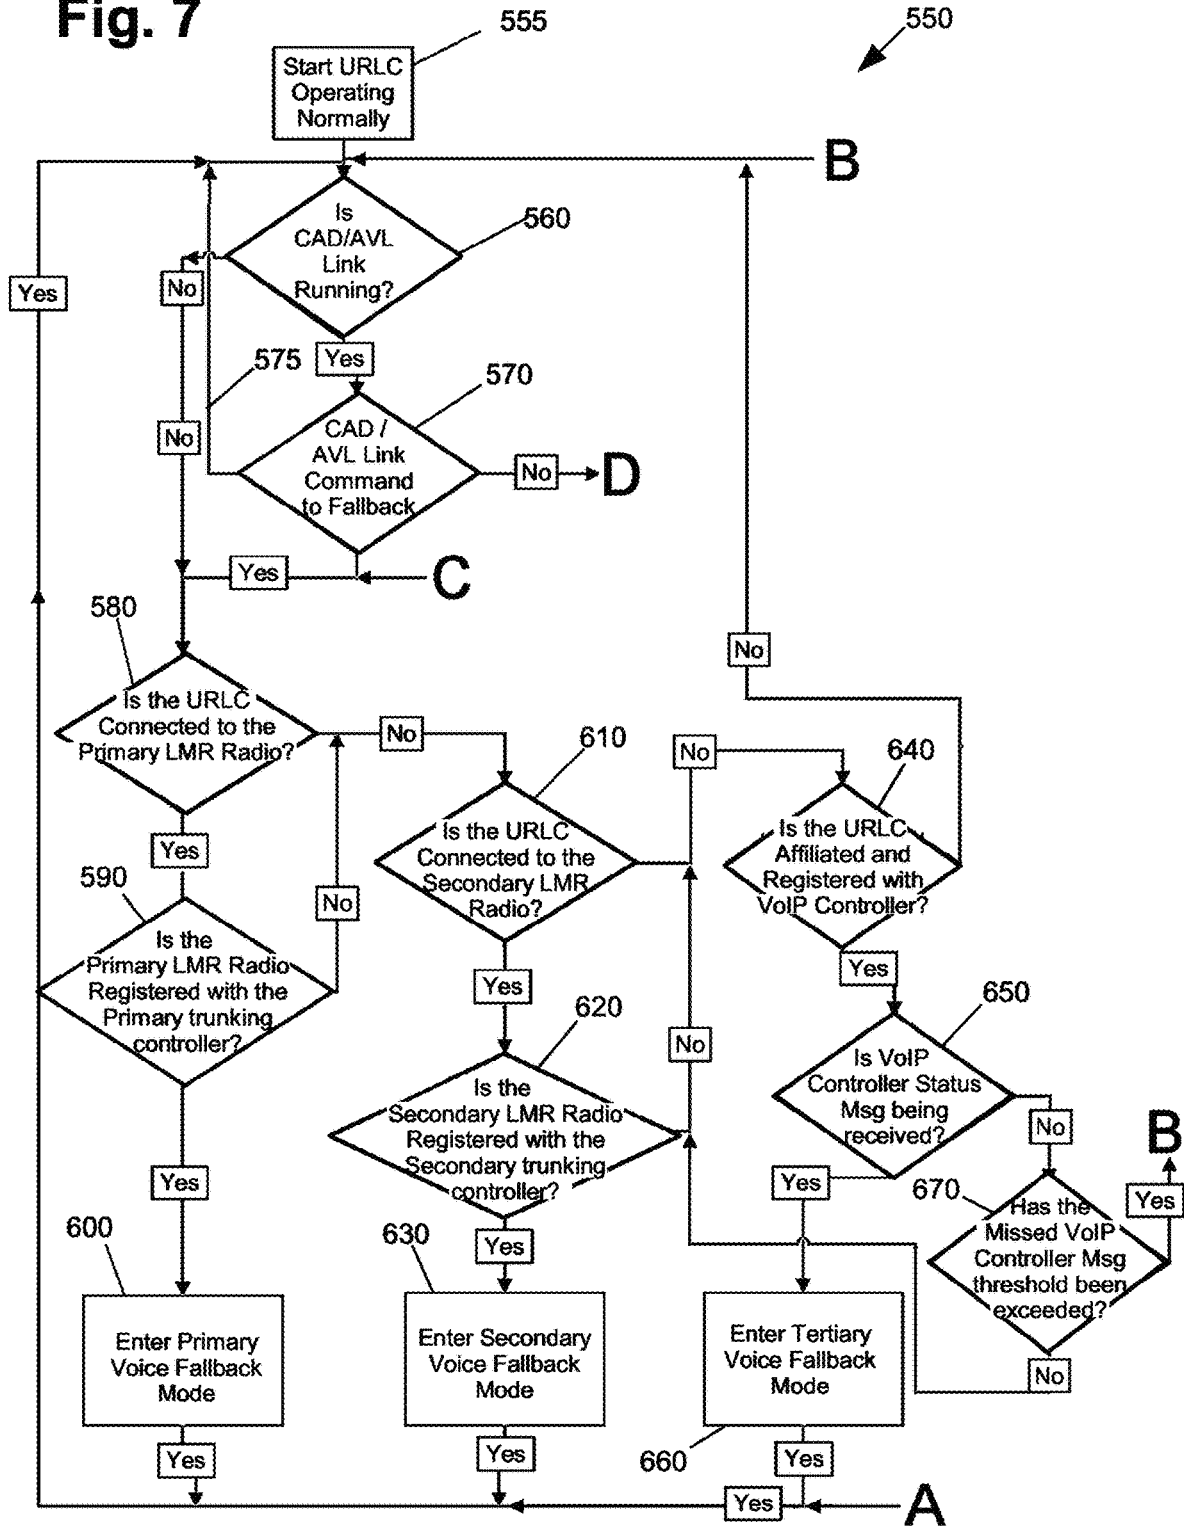 Fig. 7
555
550
Start URLC
Operating
Normally
B
Is
CAD/AVL
Link
Running?
560
No
Yes
Yes
575
570
No
CAD /
AVL Link
Command
to Fallback
No
D
Yes
C
580
No
Is the URLC
Connected to the
Primary LMR Radio?
No
610
No
640
Is the URLC
Connected to the
Secondary LMR
Radio?
Is the URLC
Affiliated and
Registered with
VoIP Controller?
Yes
590
No
Is the
Primary LMR Radio
Registered with the
Primary trunking
controller?
Yes
Yes
620
650
No
Is VoIP
Controller Status
Msg being
received?
Is the
Secondary LMR Radio
Registered with the
Secondary trunking
controller?
No
B
Yes
Yes
670
Yes
Has the
Missed VoIP
Controller Msg
threshold been
exceeded?
600
630
Yes
Enter Primary
Voice Fallback
Mode
Enter Secondary
Voice Fallback
Mode
Enter Tertiary
Voice Fallback
Mode
No
Yes
Yes
660
Yes
Yes
A